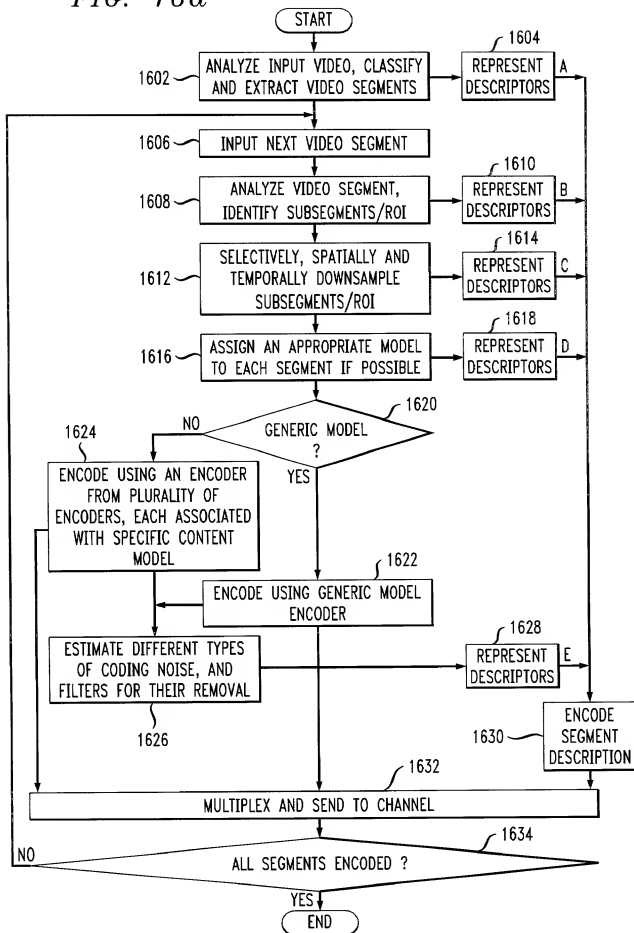 START
1604
ANALYZE INPUT VIDEO, CLASSIFY
AND EXTRACT VIDEO SEGMENTS
1602
REPRESENT
DESCRIPTORS
A
1606
INPUT NEXT VIDEO SEGMENT
1610
ANALYZE VIDEO SEGMENT,
IDENTIFY SUBSEGMENTS/ROI
1608
REPRESENT
DESCRIPTORS
B
1614
SELECTIVELY, SPATIALLY AND
TEMPORALLY DOWNSAMPLE
SUBSEGMENTS/ROI
1612
REPRESENT
DESCRIPTORS
C
1618
ASSIGN AN APPROPRIATE MODEL
TO EACH SEGMENT IF POSSIBLE
1616
REPRESENT
DESCRIPTORS
D
1620
GENERIC MODEL
?
NO
YES
1624
ENCODE USING AN ENCODER
FROM PLURALITY OF
ENCODERS, EACH ASSOCIATED
WITH SPECIFIC CONTENT
MODEL
1622
ENCODE USING GENERIC MODEL
ENCODER
1628
ESTIMATE DIFFERENT TYPES
OF CODING NOISE, AND
FILTERS FOR THEIR REMOVAL
1626
REPRESENT
DESCRIPTORS
E
1630
ENCODE
SEGMENT
DESCRIPTION
1632
MULTIPLEX AND SEND TO CHANNEL
1634
NO
ALL SEGMENTS ENCODED ?
YES
END